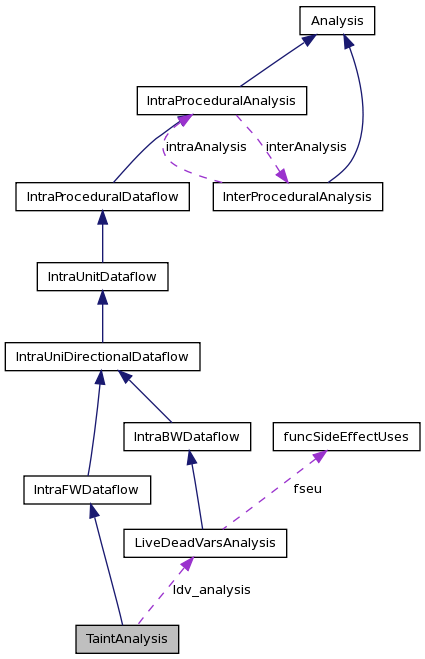 Analysis
IntraProceduralAnalysis
intraAnalysis
interAnalysis
IntraProceduralDataflow
InterProceduralAnalysis
IntraUnitDataflow
IntraUniDirectionalDataflow
IntraBWDataflow
funcSideEffectUses
IntraFWDataflow
fseu
LiveDeadVarsAnalysis
ldv_analysis
TaintAnalysis